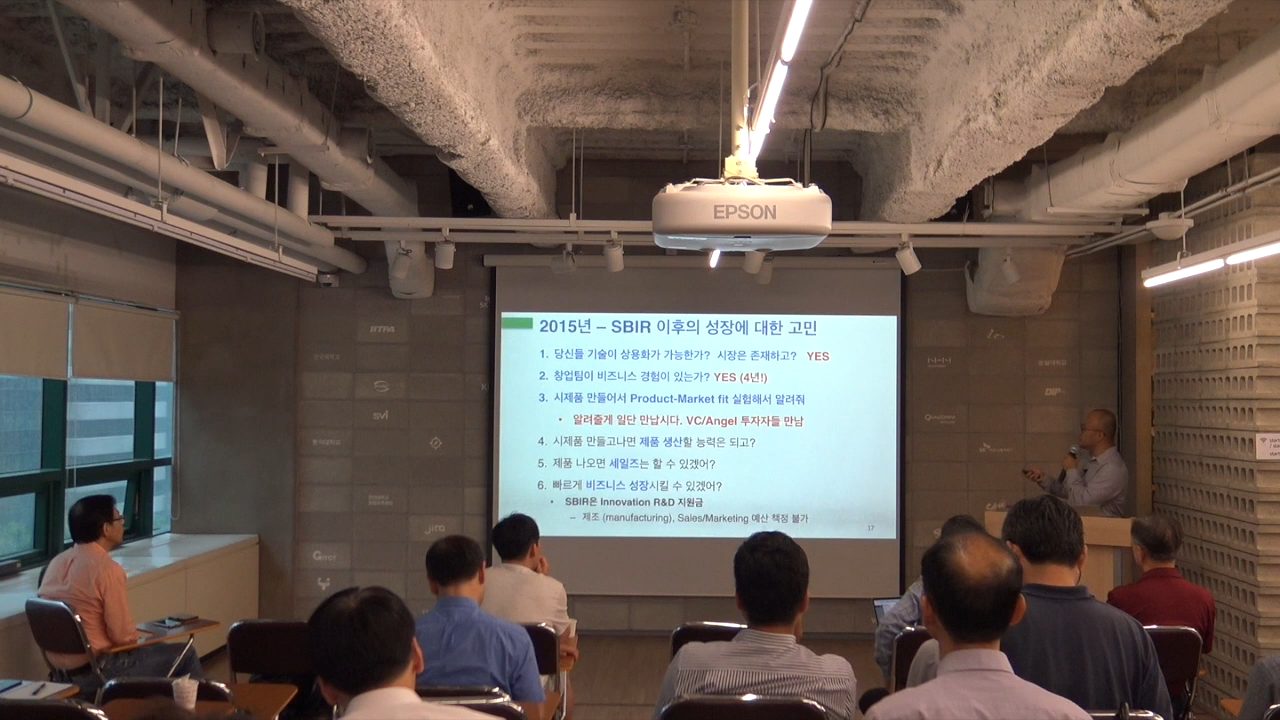 EPSON
2015년 – SBIR 이후의 성장에 대한 고민
1. 당신들 기술이 상용화가 가능한가? 시장은 존재하고? YES
2. 창업팀이 비즈니스 경험이 있는가? YES (4년!)
3. 시제품 만들어서 Product-Market fit 실험해서 알려줘
• 알려줄게 일단 만납시다. VC/Angel 투자자들 만남
4. 시제품 만들고나면 제품 생산할 능력은 되고?
5. 제품 나오면 세일즈는 할 수 있겠어?
6. 빠르게 비즈니스 성장시킬 수 있겠어?
• SBIR은 Innovation R&D 지원금
– 제조 (manufacturing), Sales/Marketing 예산 책정 불가
17
BTPA
svi
jira
QUALCOMM